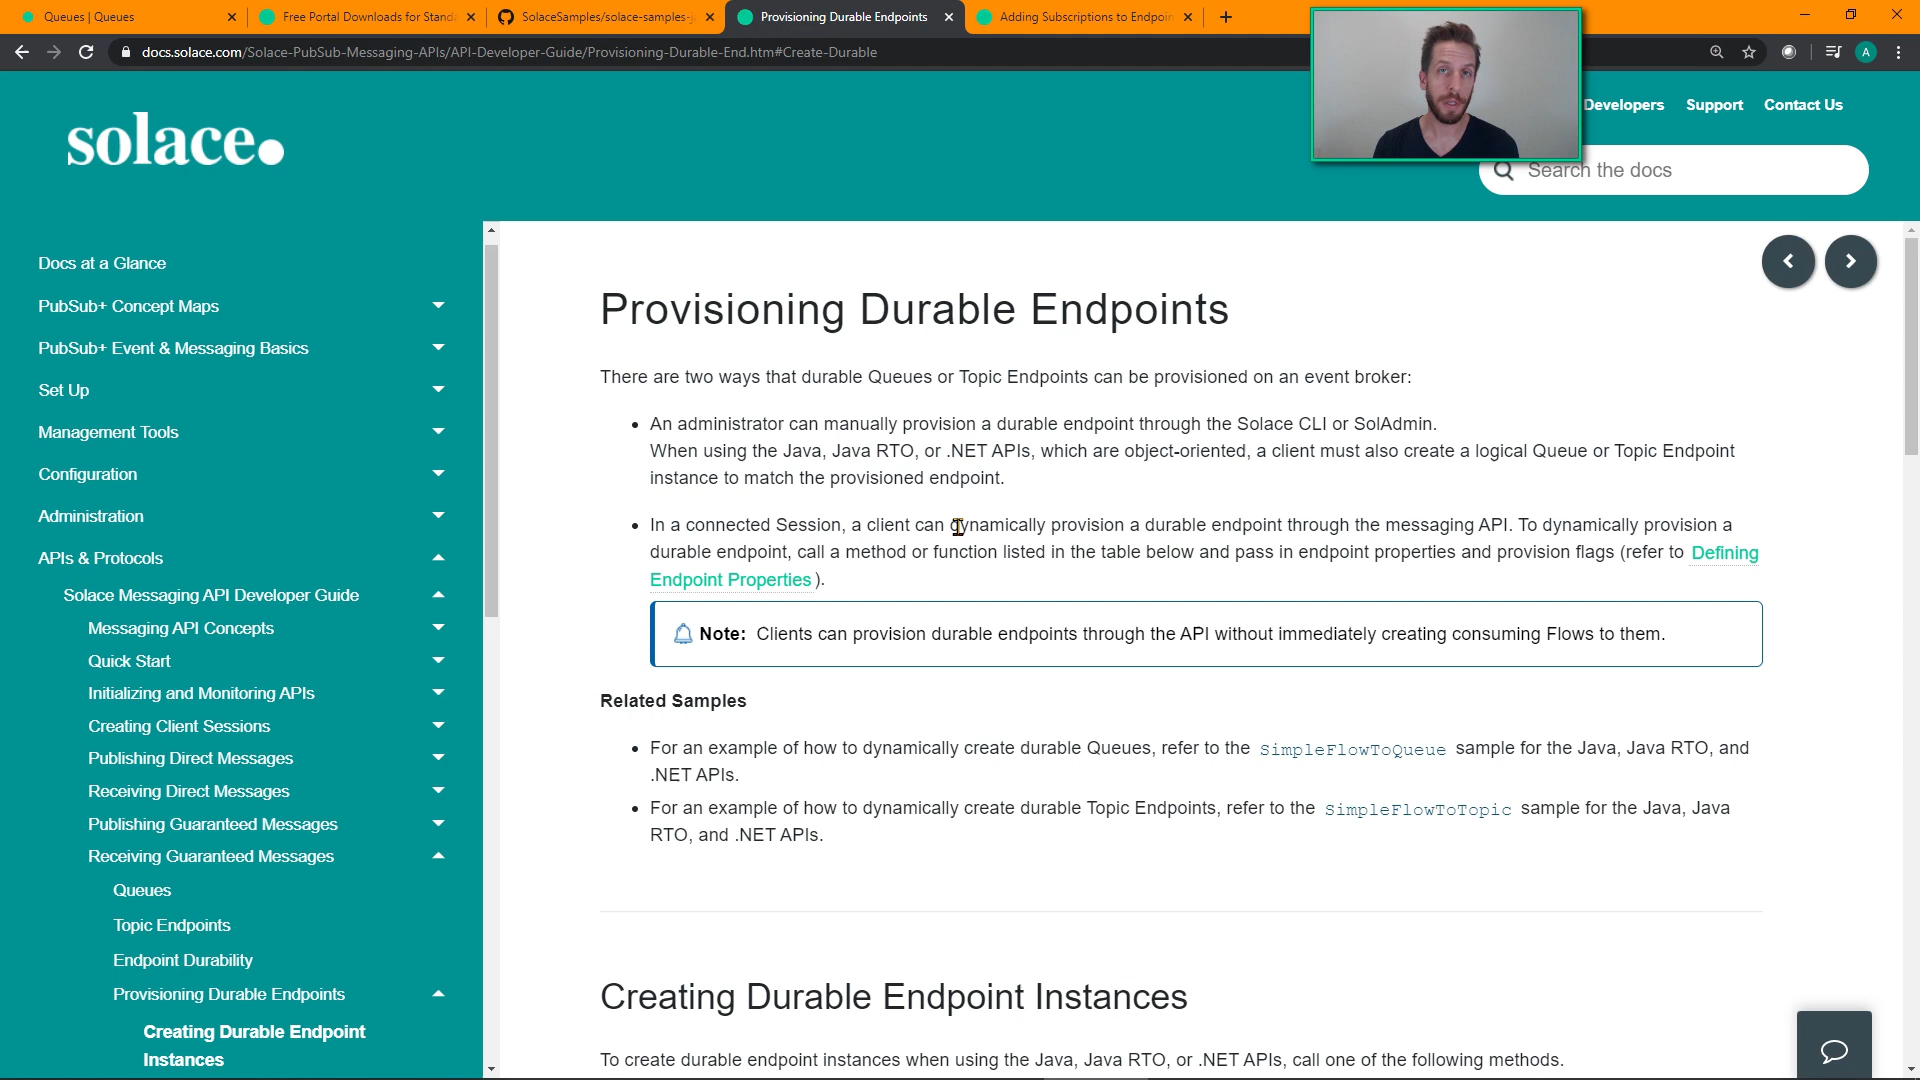 Queues | Queues
Free Portal Downloads for Standa
SolaceSamples/solace-samples-j
Provisioning Durable Endpoints
Adding Subscriptions to Endpoin
docs.solace.com/Solace-PubSub-Messaging-APIs/API-Developer-Guide/Provisioning-Durable-End.htm#Create-Durable
A
solace.
Developers
Support
Contact Us
Search the docs
Docs at a Glance
PubSub+ Concept Maps
PubSub+ Event & Messaging Basics
Set Up
Management Tools
Configuration
Administration
APIs & Protocols
Solace Messaging API Developer Guide
Messaging API Concepts
Quick Start
Initializing and Monitoring APIs
Creating Client Sessions
Publishing Direct Messages
Receiving Direct Messages
Publishing Guaranteed Messages
Receiving Guaranteed Messages
Queues
Topic Endpoints
Endpoint Durability
Provisioning Durable Endpoints
Creating Durable Endpoint
Instances
Provisioning Durable Endpoints
There are two ways that durable Queues or Topic Endpoints can be provisioned on an event broker:
• An administrator can manually provision a durable endpoint through the Solace CLI or SolAdmin.
When using the Java, Java RTO, or .NET APIs, which are object-oriented, a client must also create a logical Queue or Topic Endpoint
instance to match the provisioned endpoint.
• In a connected Session, a client can dynamically provision a durable endpoint through the messaging API. To dynamically provision a
durable endpoint, call a method or function listed in the table below and pass in endpoint properties and provision flags (refer to Defining
Endpoint Properties ).
Note: Clients can provision durable endpoints through the API without immediately creating consuming Flows to them.
Related Samples
• For an example of how to dynamically create durable Queues, refer to the SimpleFlowToQueue sample for the Java, Java RTO, and
.NET APIs.
• For an example of how to dynamically create durable Topic Endpoints, refer to the SimpleFlowToTopic sample for the Java, Java
RTO, and .NET APIs.
Creating Durable Endpoint Instances
To create durable endpoint instances when using the Java, Java RTO, or .NET APIs, call one of the following methods.